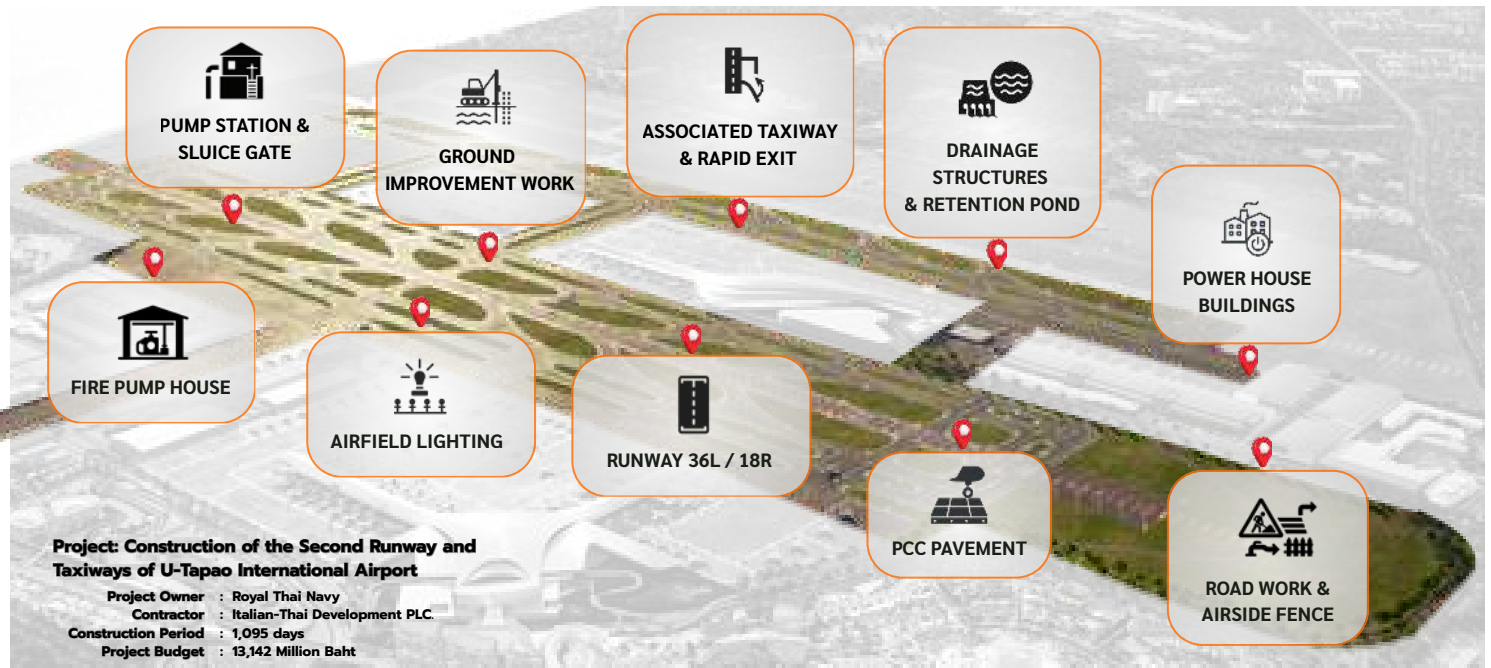 PUMP STATION &
SLUICE GATE
GROUND
IMPROVEMENT WORK
ASSOCIATED TAXIWAY
& RAPID EXIT
DRAINAGE
STRUCTURES
& RETENTION POND
POWER HOUSE
BUILDINGS
FIRE PUMP HOUSE
AIRFIELD LIGHTING
RUNWAY 36L / 18R
PCC PAVEMENT
ROAD WORK &
AIRSIDE FENCE
Project: Construction of the Second Runway and
Taxiways of U-Tapao International Airport
Project Owner : Royal Thai Navy
Contractor : Italian-Thai Development PLC.
Construction Period : 1,095 days
Project Budget : 13,142 Million Baht